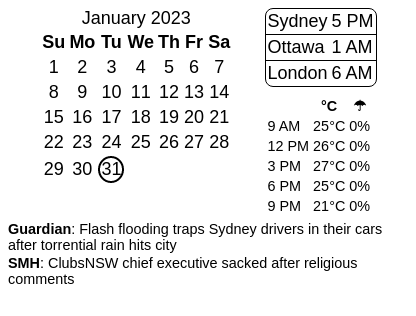 January 2023
Su Mo Tu We Th Fr Sa
1 2 3 4 5 6 7
8 9 10 11 12 13 14
15 16 17 18 19 20 21
22 23 24 25 26 27 28
29 30 31
Sydney 5 PM
Ottawa 1 AM
London 6 AM
°C ☂
9 AM 25°C 0%
12 PM 26°C 0%
3 PM 27°C 0%
6 PM 25°C 0%
9 PM 21°C 0%
Guardian: Flash flooding traps Sydney drivers in their cars
after torrential rain hits city
SMH: ClubsNSW chief executive sacked after religious
comments